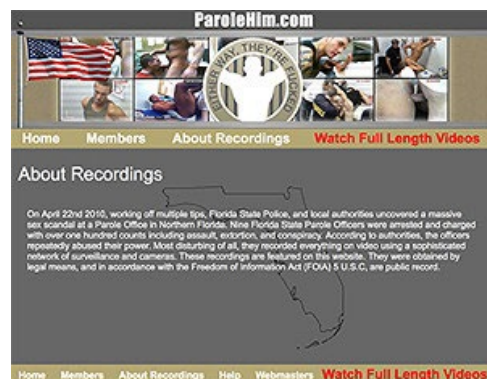 ParoleHim.com
EITHER WAY, THEY'RE FUCKED
Home Members About Recordings Watch Full Length Videos
About Recordings
On April 22nd 2010, working off multiple tips, Florida State Police, and local authorities uncovered a massive
sex scandal at a Parole Office in Northern Florida. Nine Florida State Parole Officers were arrested and charged
with over one hundred counts including assault, extortion, and conspiracy. According to authorities, the officers
repeatedly abused their power. Most disturbing of all, they recorded everything on video using a sophisticated
network of surveillance and cameras. These recordings are featured on this website. They were obtained by
legal means, and in accordance with the Freedom of Information Act (FOIA) 5 U.S.C, are public record.
Home Members About Recordings Help Webmasters Watch Full Length Videos